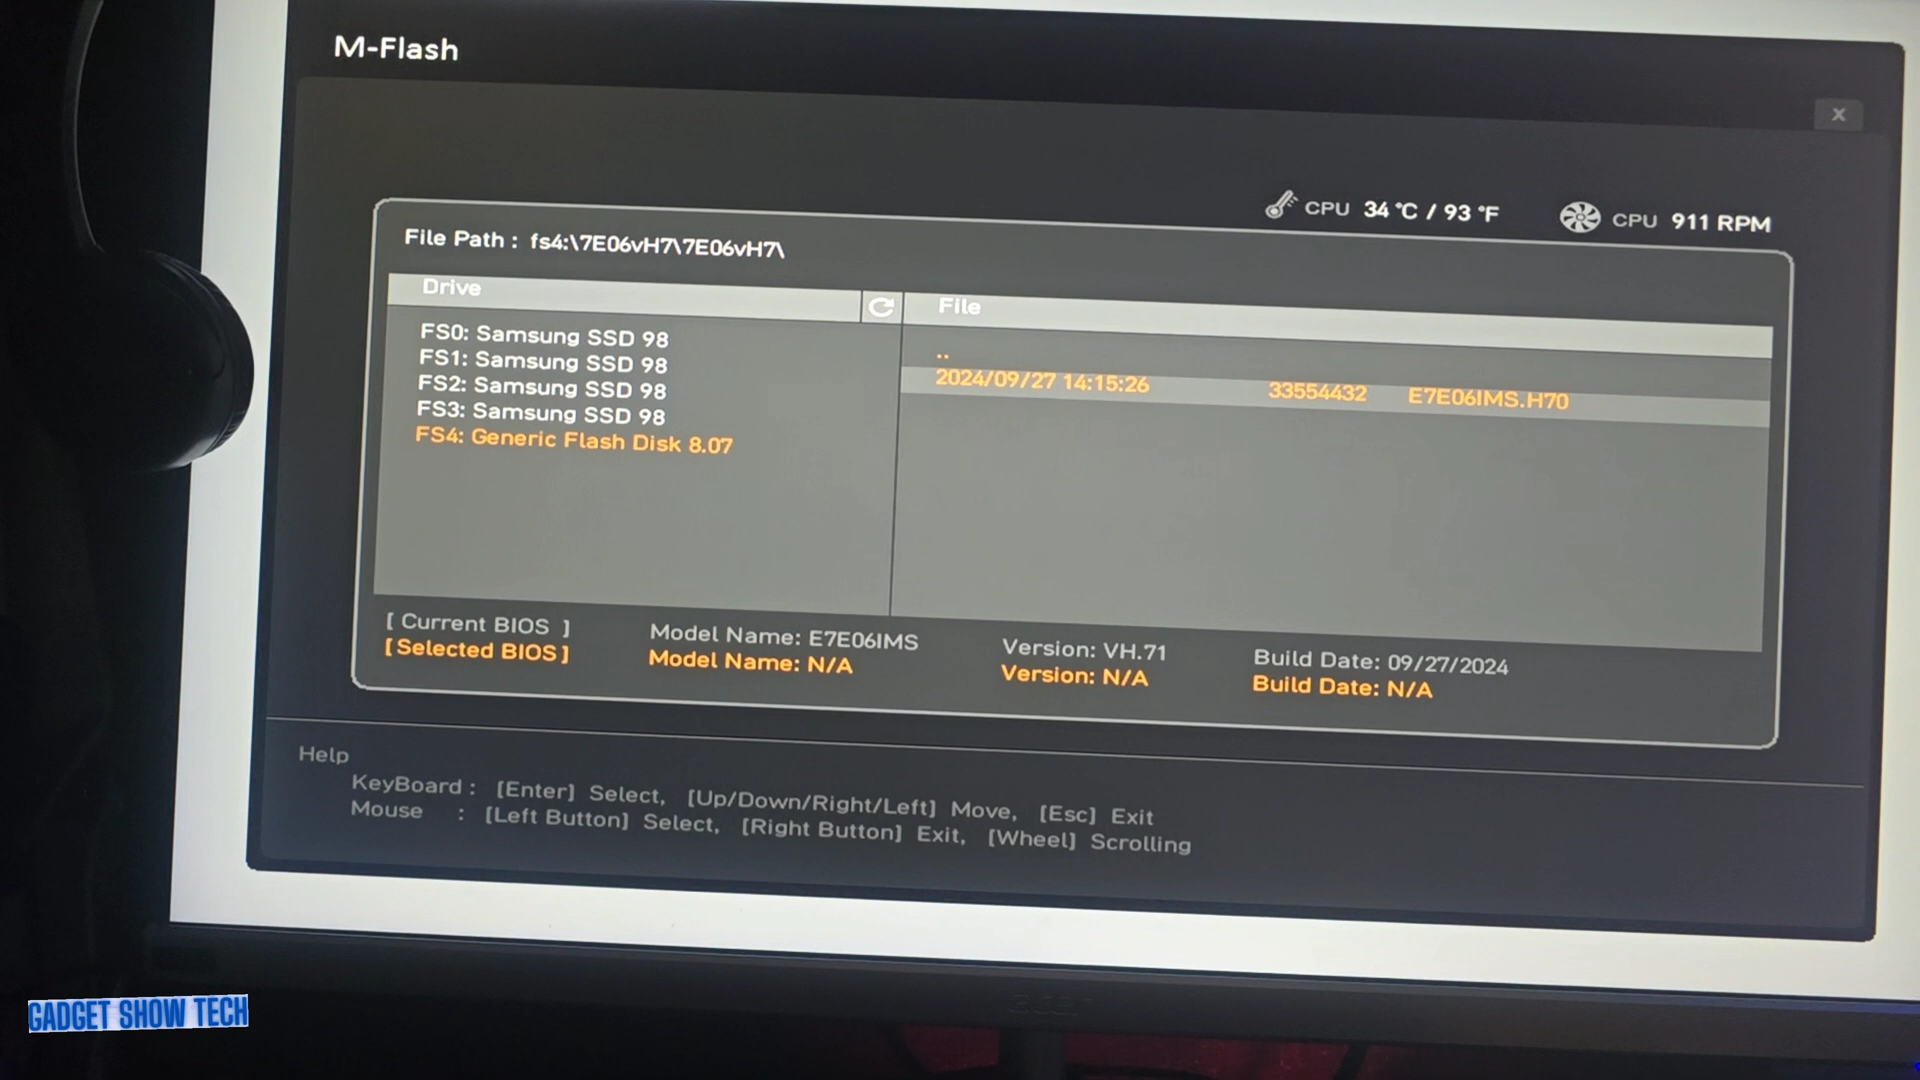 M-Flash
x
CPU 34 °C / 93 °F
CPU 911 RPM
File Path : fs4:\7E06vH7\7E06vH7\
Drive
File
FS0: Samsung SSD 98
FS1: Samsung SSD 98
FS2: Samsung SSD 98
FS3: Samsung SSD 98
FS4: Generic Flash Disk 8.07
..
2024/09/27 14:15:26 33554432 E7E06IMS.H70
[ Current BIOS ] Model Name: E7E06IMS Version: VH.71 Build Date: 09/27/2024
[Selected BIOS] Model Name: N/A Version: N/A Build Date: N/A
Help
KeyBoard : [Enter] Select, [Up/Down/Right/Left] Move, [Esc] Exit
Mouse : [Left Button] Select, [Right Button] Exit, [Wheel] Scrolling
acer
GADGET SHOW TECH